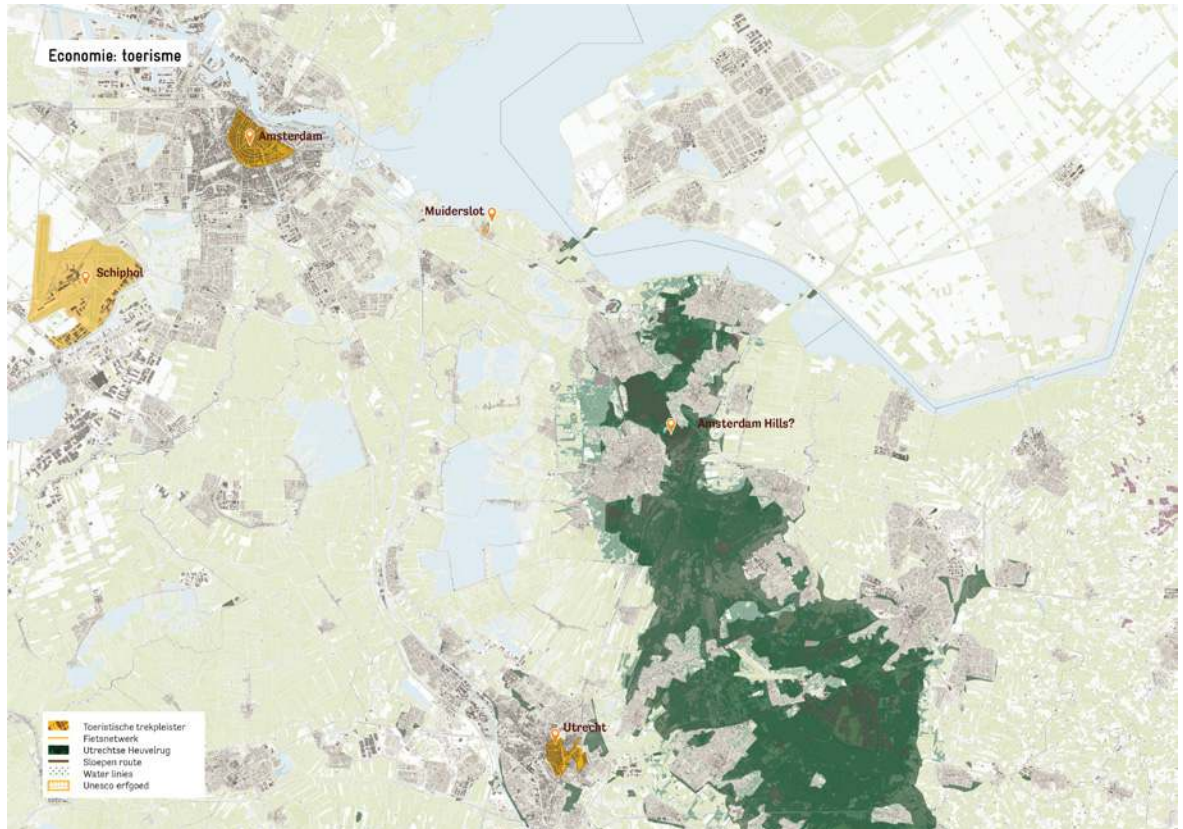 Economie: toerisme
Amsterdam
Muiderslot
Schiphol
Amsterdam Hills?
Utrecht
Toeristische trekpleister
Fietsnetwerk
Utrechtse Heuvelrug
Sloepen route
Water linies
Unesco erfgoed